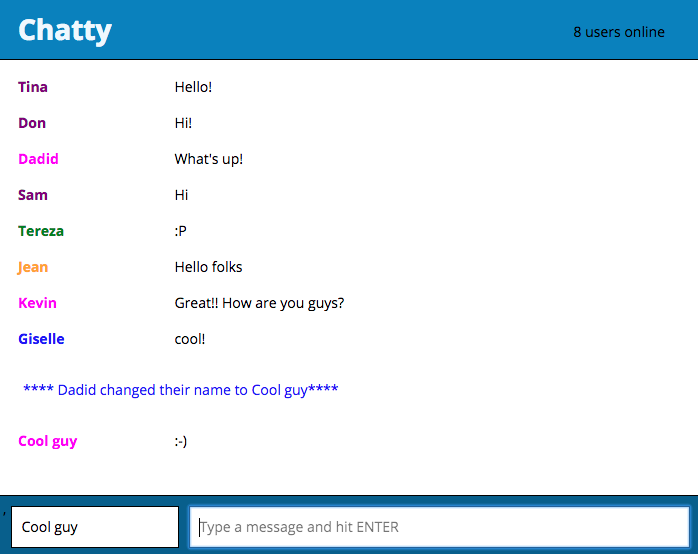 Chatty
8 users online
Tina Hello!
Don Hi!
Dadid What's up!
Sam Hi
Tereza :P
Jean Hello folks
Kevin Great!! How are you guys?
Giselle cool!
**** Dadid changed their name to Cool guy****
Cool guy :-)
, Cool guy Type a message and hit ENTER